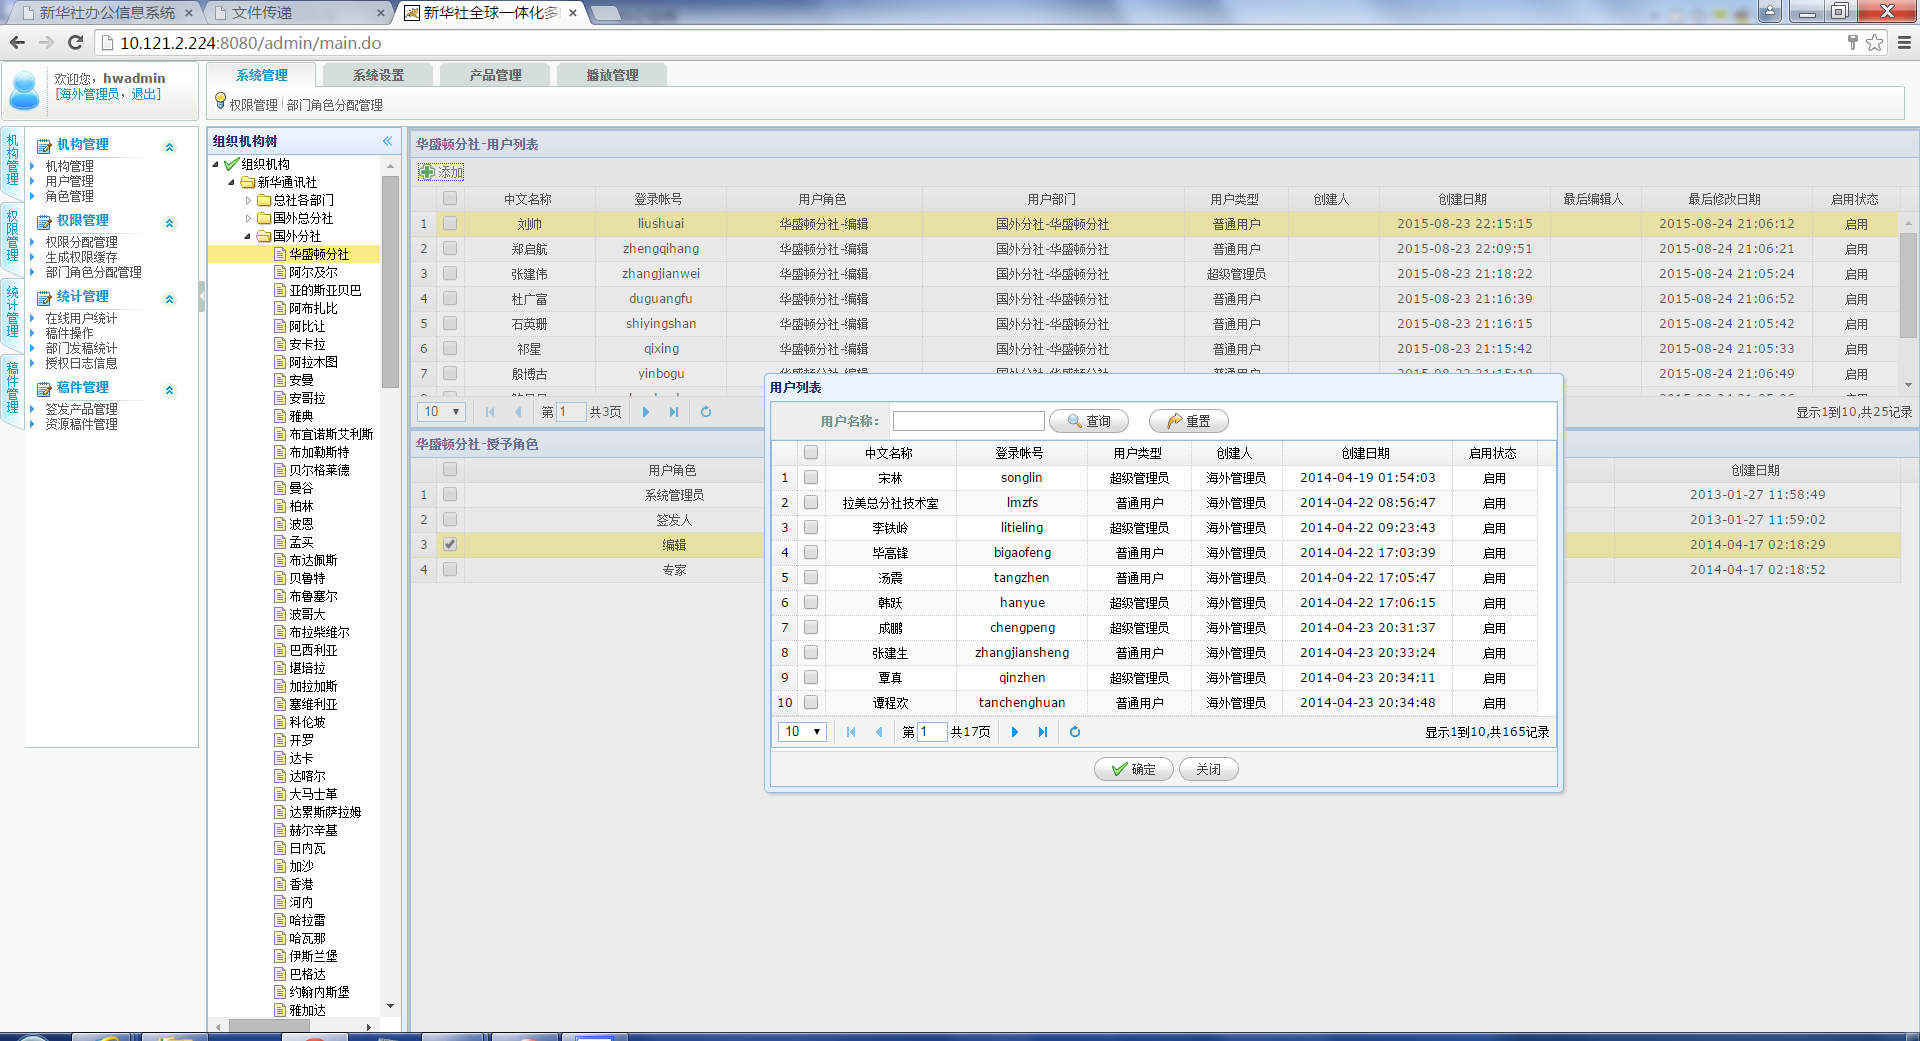 新华社办公信息系统
文件传递
新华社全球一体化多
10.121.2.224:8080/admin/main.do
欢迎您，hwadmin
[海外管理员，退出]
系统管理 系统设置 产品管理 播放管理
权限管理 部门角色分配管理
机构管理
权限管理
统计管理
稿件管理
机构管理
机构管理
用户管理
角色管理
权限管理
权限分配管理
生成权限缓存
部门角色分配管理
统计管理
在线用户统计
稿件操作
部门发稿统计
授权日志信息
稿件管理
签发产品管理
资源稿件管理
组织机构树
组织机构
新华通讯社
总社各部门
国外总分社
国外分社
华盛顿分社
阿尔及尔
亚的斯亚贝巴
阿布扎比
阿比让
安卡拉
阿拉木图
安曼
安哥拉
雅典
布宜诺斯艾利斯
布加勒斯特
贝尔格莱德
曼谷
柏林
波恩
孟买
布达佩斯
贝鲁特
布鲁塞尔
波哥大
布拉柴维尔
巴西利亚
堪培拉
加拉加斯
塞维利亚
科伦坡
开罗
达卡
达喀尔
大马士革
达累斯萨拉姆
赫尔辛基
日内瓦
加沙
香港
河内
哈拉雷
哈瓦那
伊斯兰堡
巴格达
约翰内斯堡
雅加达
华盛顿分社-用户列表
添加
中文名称 登录帐号 用户角色 用户部门 用户类型 创建人 创建日期 最后编辑人 最后修改日期 启用状态
1 刘帅 liushuai 华盛顿分社-编辑 国外分社-华盛顿分社 普通用户 2015-08-23 22:15:15 2015-08-24 21:06:12 启用
2 郑启航 zhengqihang 华盛顿分社-编辑 国外分社-华盛顿分社 普通用户 2015-08-23 22:09:51 2015-08-24 21:06:21 启用
3 张建伟 zhangjianwei 华盛顿分社-编辑 国外分社-华盛顿分社 超级管理员 2015-08-23 21:18:22 2015-08-24 21:05:24 启用
4 杜广富 duguangfu 华盛顿分社-编辑 国外分社-华盛顿分社 普通用户 2015-08-23 21:16:39 2015-08-24 21:06:52 启用
5 石英珊 shiyingshan 华盛顿分社-编辑 国外分社-华盛顿分社 普通用户 2015-08-23 21:16:15 2015-08-24 21:05:42 启用
6 祁星 qixing 华盛顿分社-编辑 国外分社-华盛顿分社 普通用户 2015-08-23 21:15:42 2015-08-24 21:05:33 启用
7 殷博古 yinbogu 2015-08-24 21:06:49 启用
10 第 1 共3页 显示1到10,共25记录
华盛顿分社-授予角色
用户角色 创建日期
1 系统管理员 2013-01-27 11:58:49
2 签发人 2013-01-27 11:59:02
3 编辑 2014-04-17 02:18:29
4 专家 2014-04-17 02:18:52
用户列表
用户名称： 查询 重置
中文名称 登录帐号 用户类型 创建人 创建日期 启用状态
1 宋林 songlin 超级管理员 海外管理员 2014-04-19 01:54:03 启用
2 拉美总分社技术室 lmzfs 普通用户 海外管理员 2014-04-22 08:56:47 启用
3 李铁岭 litieling 超级管理员 海外管理员 2014-04-22 09:23:43 启用
4 毕高锋 bigaofeng 普通用户 海外管理员 2014-04-22 17:03:39 启用
5 汤震 tangzhen 普通用户 海外管理员 2014-04-22 17:05:47 启用
6 韩跃 hanyue 超级管理员 海外管理员 2014-04-22 17:06:15 启用
7 成鹏 chengpeng 超级管理员 海外管理员 2014-04-23 20:31:37 启用
8 张建生 zhangjiansheng 普通用户 海外管理员 2014-04-23 20:33:24 启用
9 覃真 qinzhen 超级管理员 海外管理员 2014-04-23 20:34:11 启用
10 谭程欢 tanchenghuan 普通用户 海外管理员 2014-04-23 20:34:48 启用
10 第 1 共17页 显示1到10,共165记录
确定 关闭